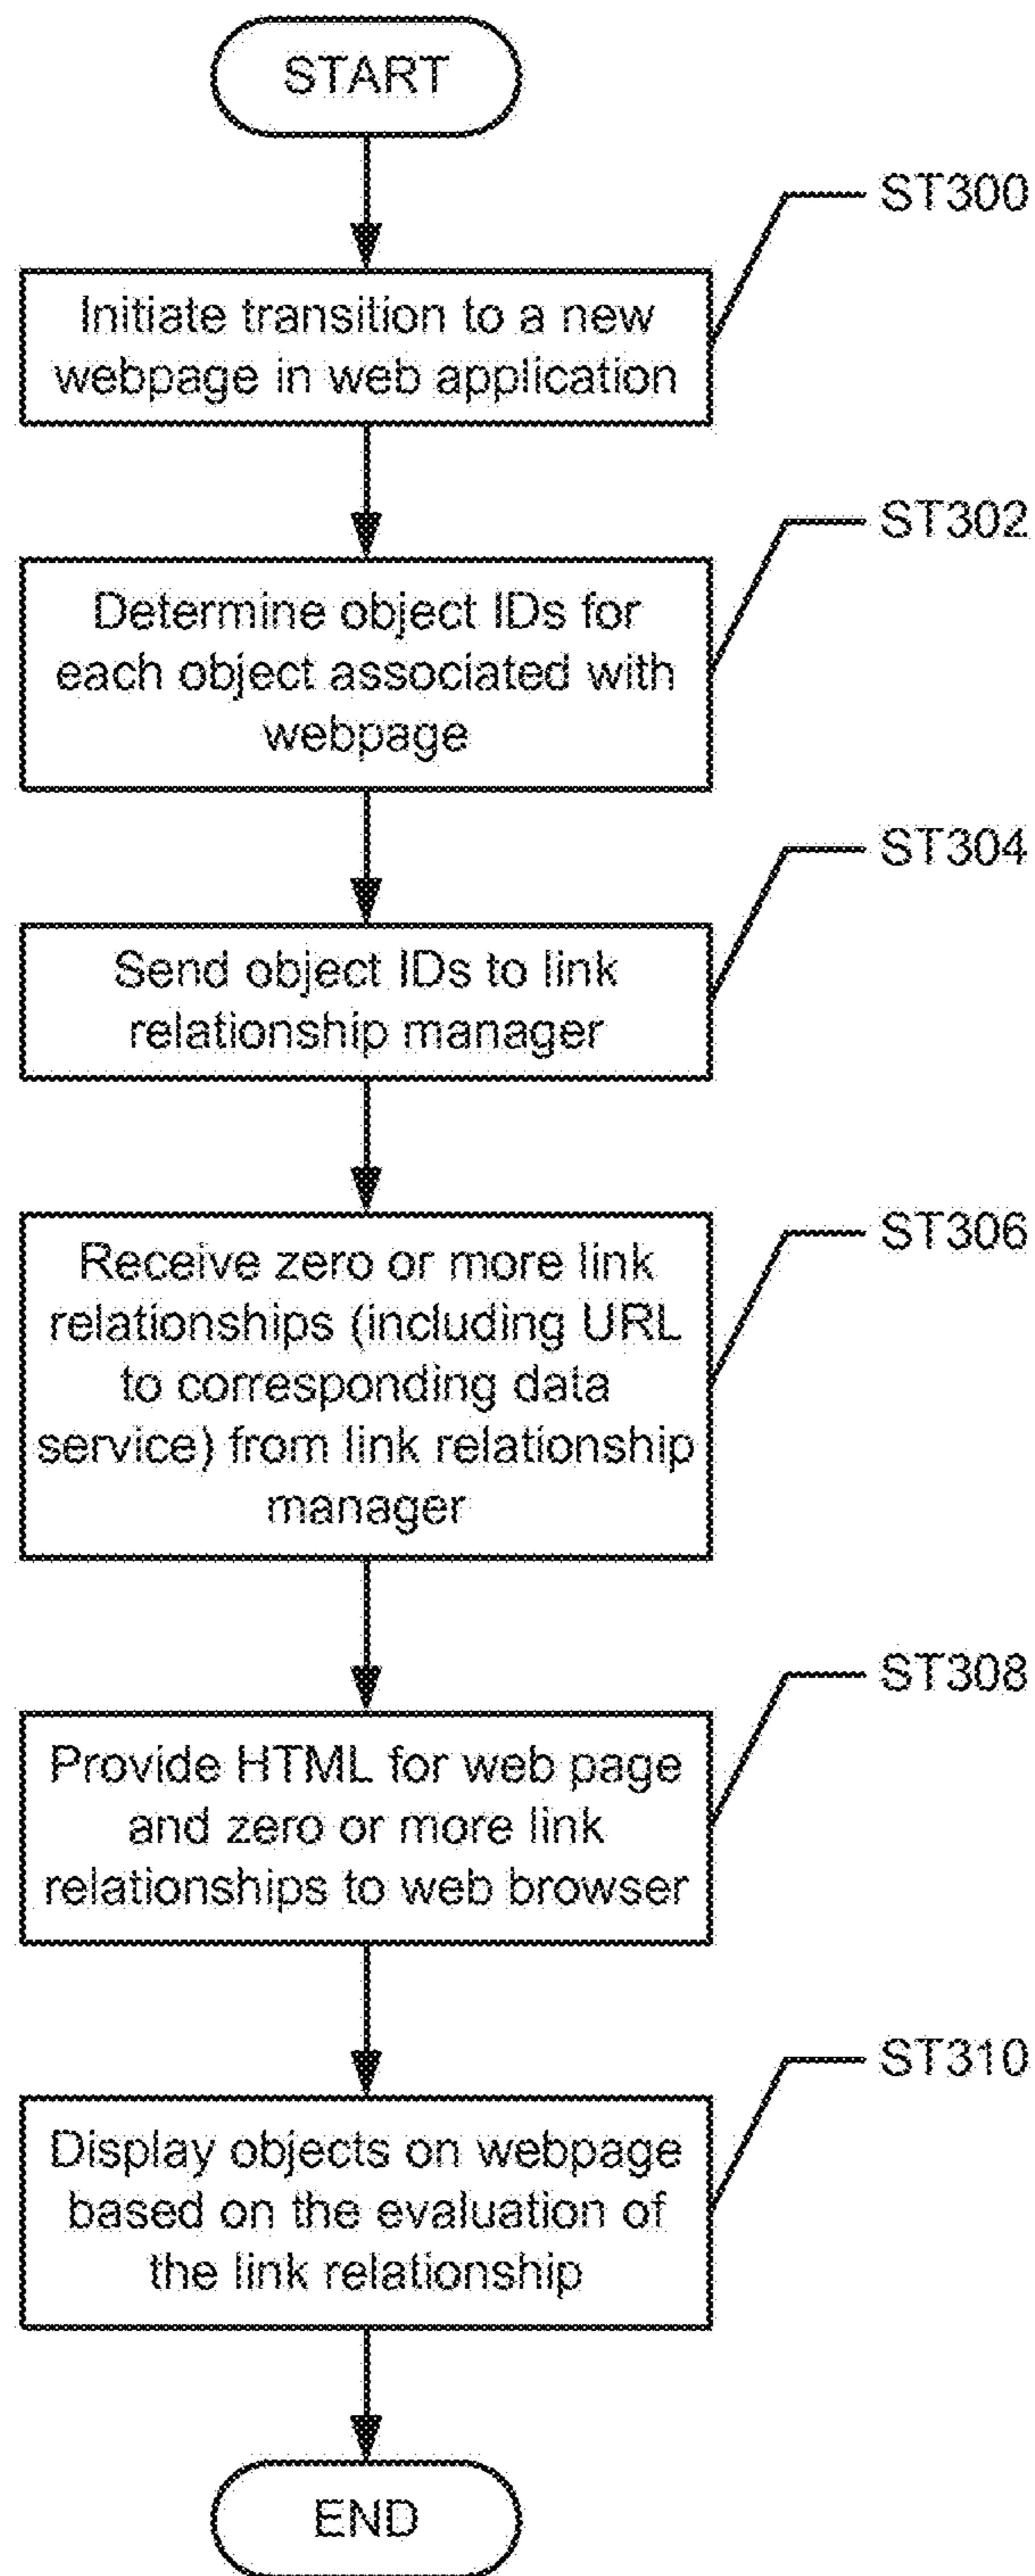 START
ST300
Initiate transition to a new
webpage in web application
ST302
Determine object IDs for
each object associated with
webpage
ST304
Send object IDs to link
relationship manager
ST306
Receive zero or more link
relationships (including URL
to corresponding data
service) from link relationship
manager
ST308
Provide HTML for web page
and zero or more link
relationships to web browser
ST310
Display objects on webpage
based on the evaluation of
the link relationship
END